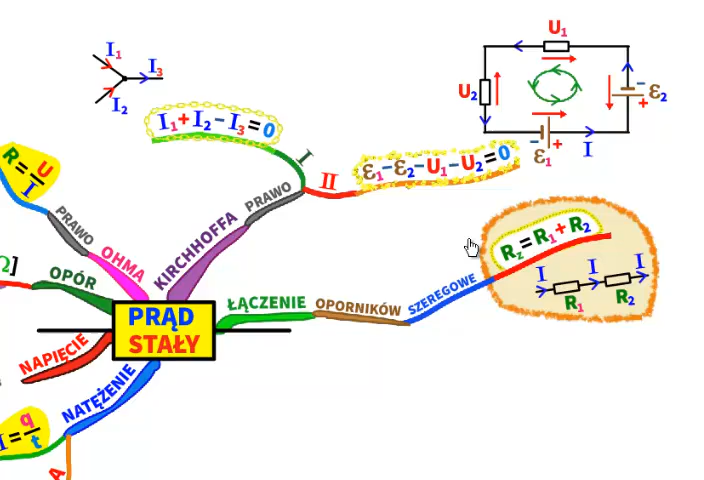 U₁
I₁
I₃
I₂
U₂
− ε₂
+
I₁+I₂−I₃=0
− +
ε₁
I
I
II
ε₁−ε₂−U₁−U₂=0
R=U/I
PRAWO
OHMA
KIRCHHOFFA
PRAWO
R_Z=R₁+R₂
I I I
R₁ R₂
Ω]
OPÓR
ŁĄCZENIE
OPORNIKÓW
SZEREGOWE
PRĄD
STAŁY
NAPIĘCIE
NATĘŻENIE
I=q/t
A